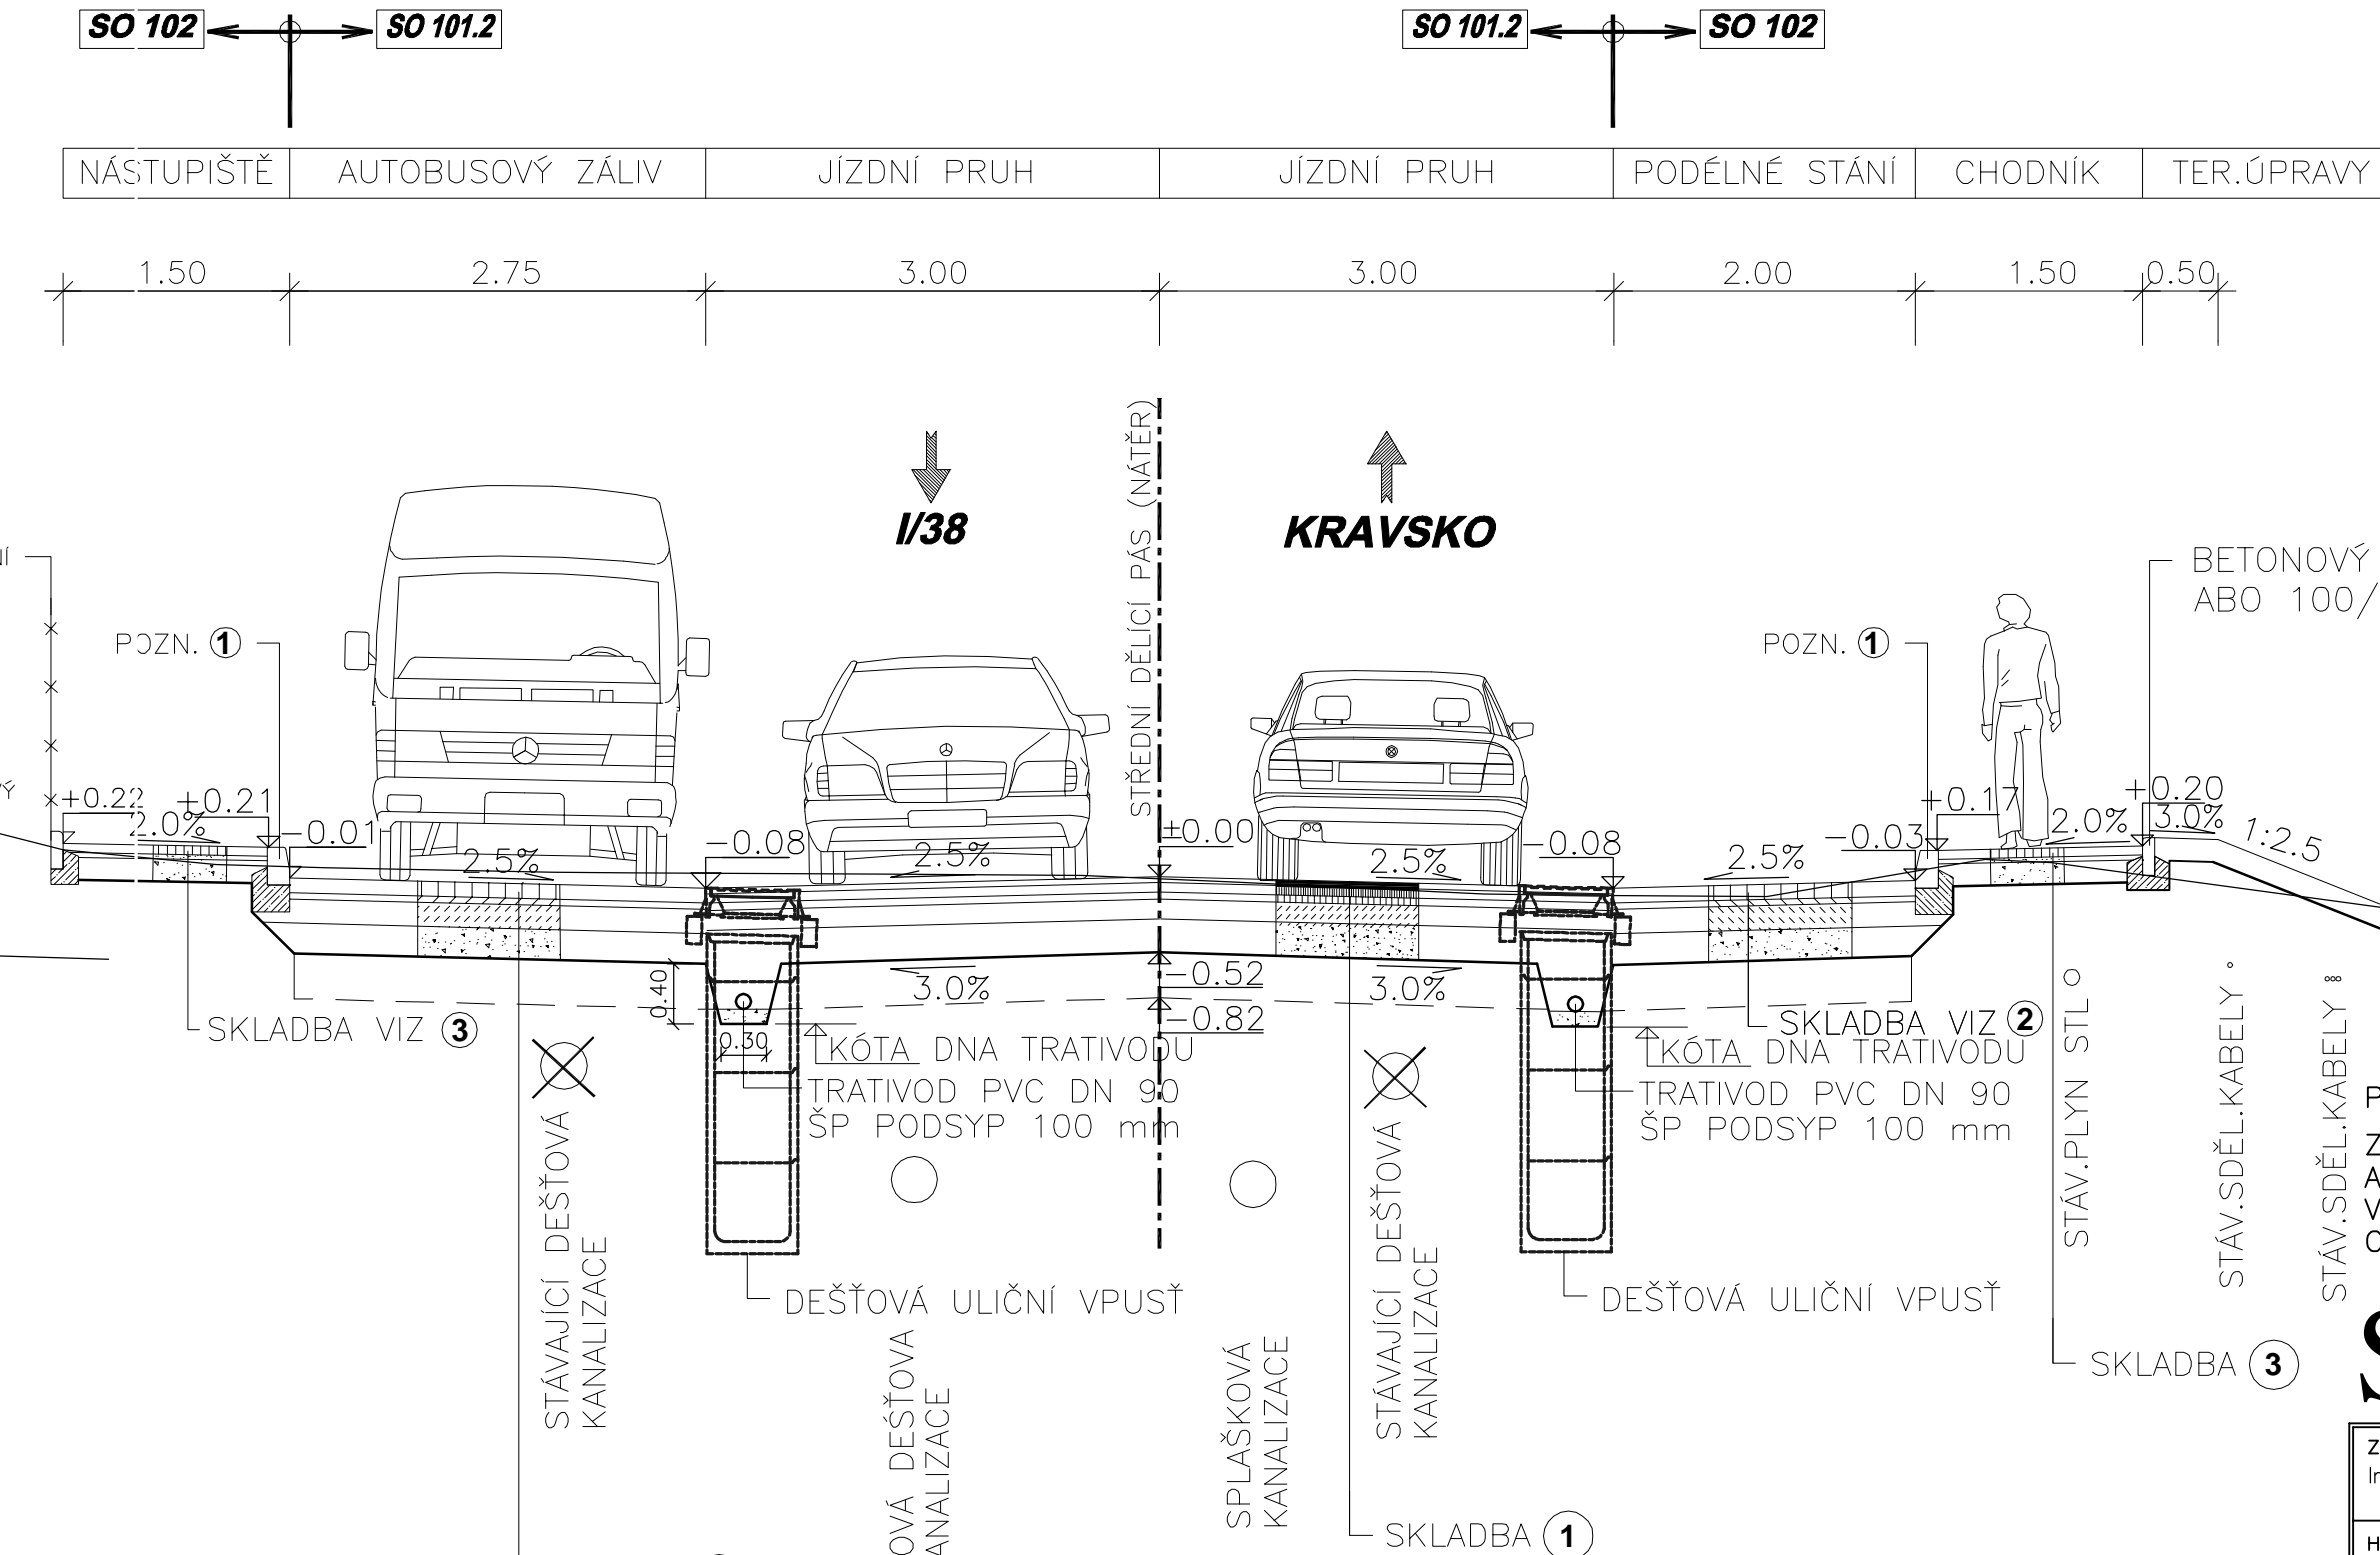 SO 102
SO 101.2
SO 101.2
SO 102
NÁSTUPIŠTĚ
AUTOBUSOVÝ ZÁLIV
JÍZDNÍ PRUH
JÍZDNÍ PRUH
PODÉLNÉ STÁNÍ
CHODNÍK
TER.ÚPRAVY
1.50
2.75
3.00
3.00
2.00
1.50
0.50
I/38
KRAVSKO
STŘEDNÍ DĚLÍCÍ PÁS (NÁTĚR)
BETONOVÝ
ABO 100/
POZN. 1
POZN. 1
+0.22
+0.21
2.0%
-0.01
-0.08
2.5%
2.5%
±0.00
2.5%
-0.08
2.5%
-0.03
+0.17
2.0%
+0.20
3.0%
1:2.5
0.40
0.30
3.0%
-0.52
-0.82
3.0%
SKLADBA VIZ 3
SKLADBA VIZ 2
KÓTA DNA TRATIVODU
TRATIVOD PVC DN 90
ŠP PODSYP 100 mm
KÓTA DNA TRATIVODU
TRATIVOD PVC DN 90
ŠP PODSYP 100 mm
STÁVAJÍCÍ DEŠŤOVÁ
KANALIZACE
DEŠŤOVÁ ULIČNÍ VPUSŤ
OVÁ DEŠŤOVA
ANALIZACE
SPLAŠKOVÁ
KANALIZACE
STÁVAJÍCÍ DEŠŤOVÁ
KANALIZACE
DEŠŤOVÁ ULIČNÍ VPUSŤ
STÁV.PLYN STL
STÁV.SDĚL.KABELY
STÁV.SDĚL.KABELY
SKLADBA 3
SKLADBA 1